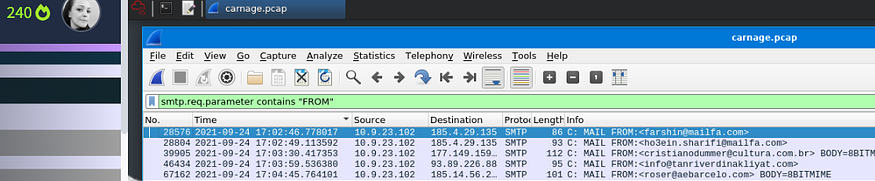 240
carnage.pcap
carnage.pcap
File Edit View Go Capture Analyze Statistics Telephony Wireless Tools Help
smtp.req.parameter contains "FROM"
No. Time Source Destination Protoc Length Info
28576 2021-09-24 17:02:46.778017 10.9.23.102 185.4.29.135 SMTP 86 C: MAIL FROM:<farshin@mailfa.com>
28804 2021-09-24 17:02:49.113592 10.9.23.102 185.4.29.135 SMTP 93 C: MAIL FROM:<ho3ein.sharifi@mailfa.com>
39905 2021-09-24 17:03:30.417353 10.9.23.102 177.149.159… SMTP 112 C: MAIL FROM:<cristianodummer@cultura.com.br> BODY=8BITM
46434 2021-09-24 17:03:59.536380 10.9.23.102 93.89.226.88 SMTP 95 C: MAIL FROM:<info@tanriverdinakliyat.com>
67162 2021-09-24 17:04:45.764101 10.9.23.102 185.14.56.2… SMTP 101 C: MAIL FROM:<roser@aebarcelo.com> BODY=8BITMIME